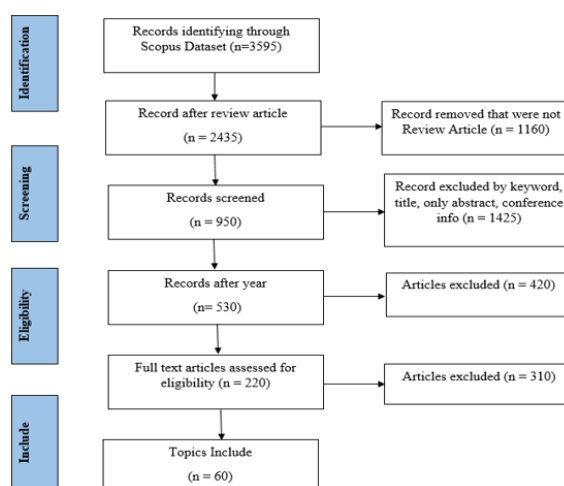 Identification
Records identifying through
Scopus Dataset (n=3595)
Record after review article
(n = 2435)
Record removed that were not
Review Article (n = 1160)
Screening
Records screened
(n = 950)
Record excluded by keyword,
title, only abstract, conference
info (n = 1425)
Eligibility
Records after year
(n= 530)
Articles excluded (n = 420)
Full text articles assessed for
eligibility (n = 220)
Articles excluded (n = 310)
Include
Topics Include
(n = 60)